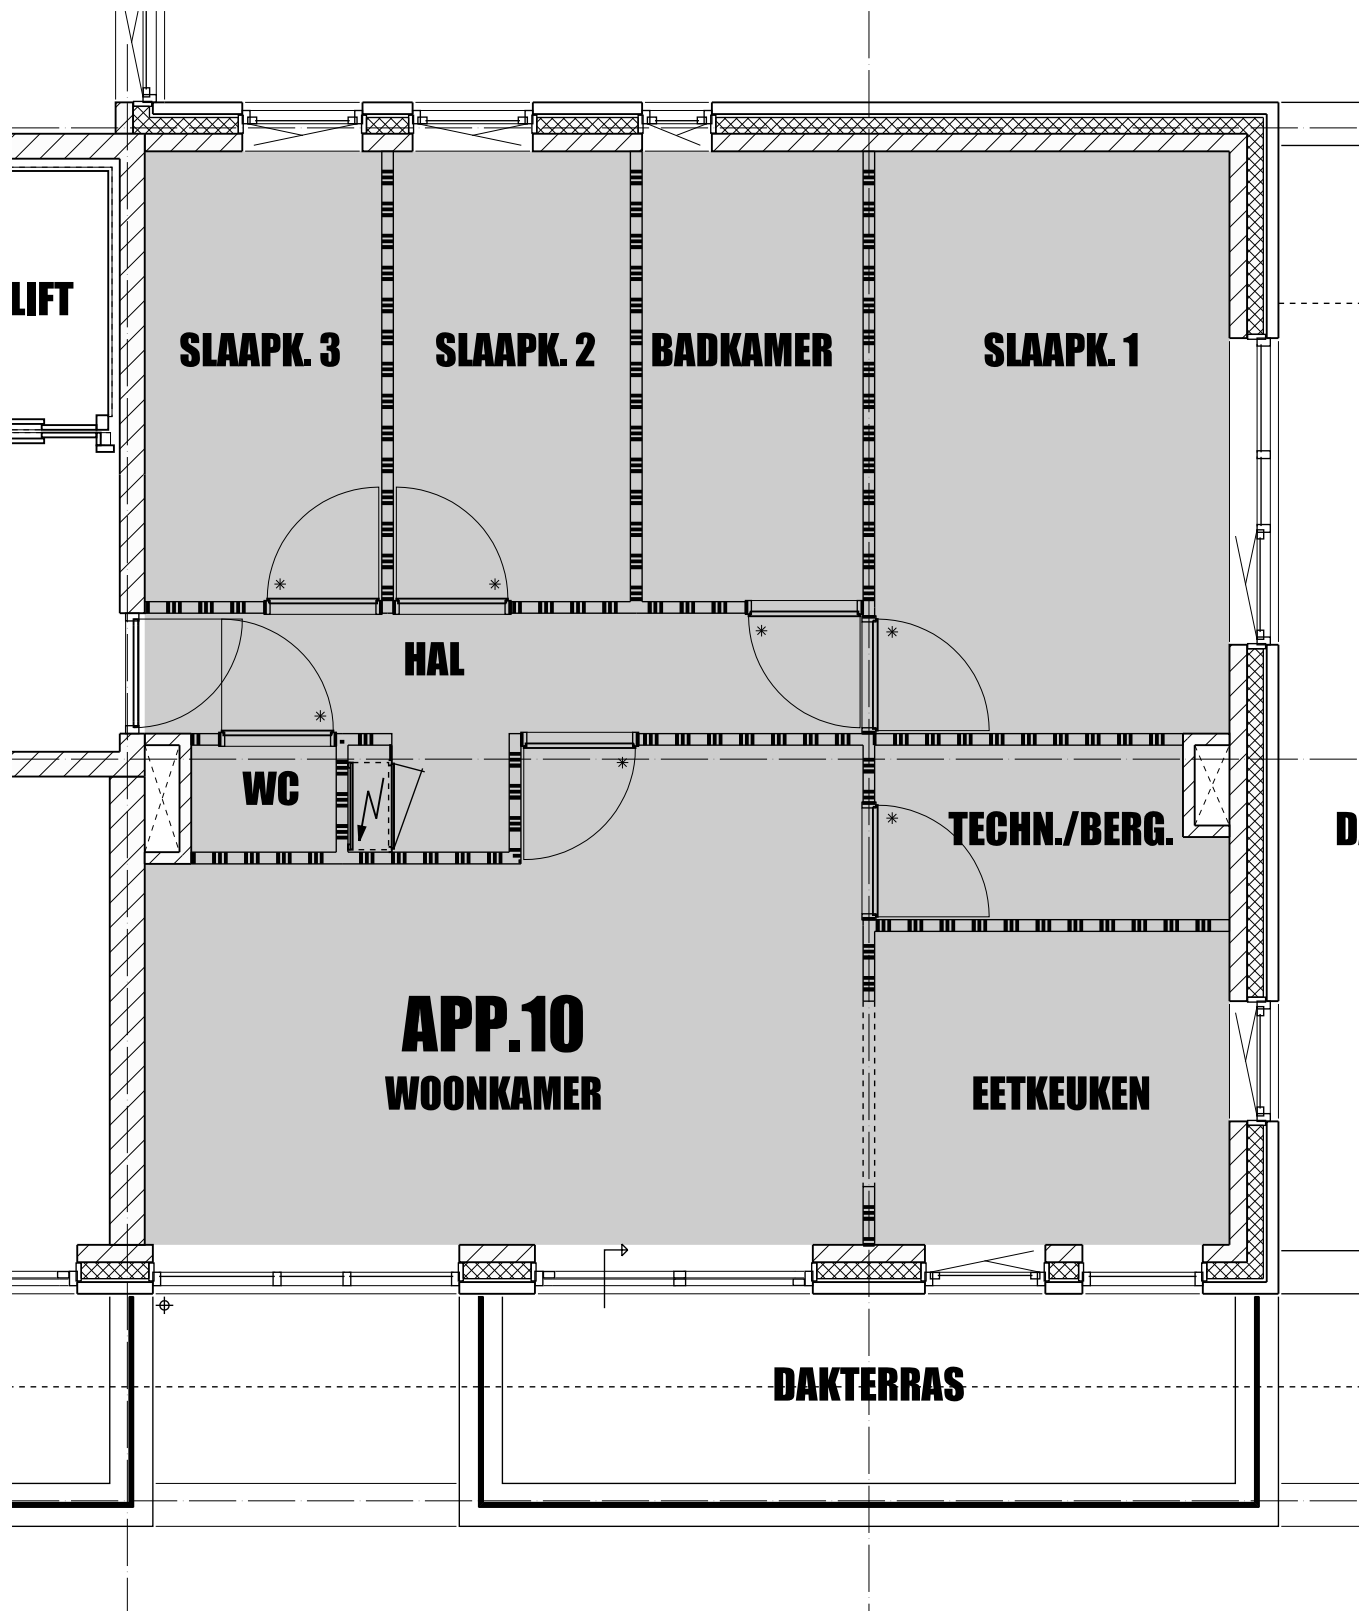 LIFT
SLAAPK. 3
SLAAPK. 2
BADKAMER
SLAAPK. 1
HAL
WC
TECHN./BERG.
APP.10
WOONKAMER
EETKEUKEN
DAKTERRAS